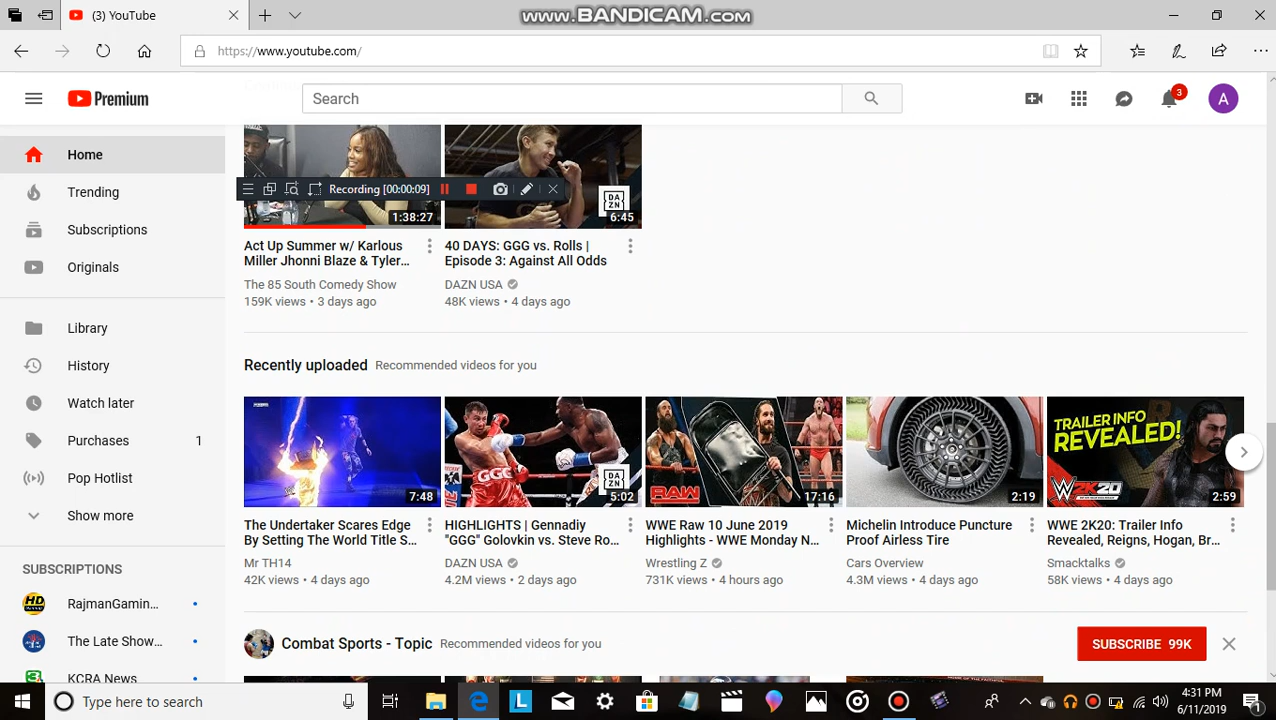 (3) YouTube
www.BANDICAM.com
https://www.youtube.com/
Premium
Search
3
A
Home
Trending
Subscriptions
Originals
Library
History
Watch later
Purchases 1
Pop Hotlist
Show more
SUBSCRIPTIONS
RajmanGamin...
The Late Show...
KCRA News
Recording [00:00:09]
1:38:27
DA
ZN
6:45
Act Up Summer w/ Karlous
Miller Jhonni Blaze & Tyler...
The 85 South Comedy Show
159K views • 3 days ago
40 DAYS: GGG vs. Rolls |
Episode 3: Against All Odds
DAZN USA
48K views • 4 days ago
Recently uploaded Recommended videos for you
7:48
GGG
DA
ZN
5:02
RAW
17:16
2:19
TRAILER INFO
REVEALED!
2K20
2:59
The Undertaker Scares Edge
By Setting The World Title S...
Mr TH14
42K views • 4 days ago
HIGHLIGHTS | Gennadiy
"GGG" Golovkin vs. Steve Ro...
DAZN USA
4.2M views • 2 days ago
WWE Raw 10 June 2019
Highlights - WWE Monday N...
Wrestling Z
731K views • 4 hours ago
Michelin Introduce Puncture
Proof Airless Tire
Cars Overview
4.3M views • 4 days ago
WWE 2K20: Trailer Info
Revealed, Reigns, Hogan, Br...
Smacktalks
58K views • 4 days ago
Combat Sports - Topic Recommended videos for you
SUBSCRIBE 99K
Type here to search
L
4:31 PM
6/11/2019
1